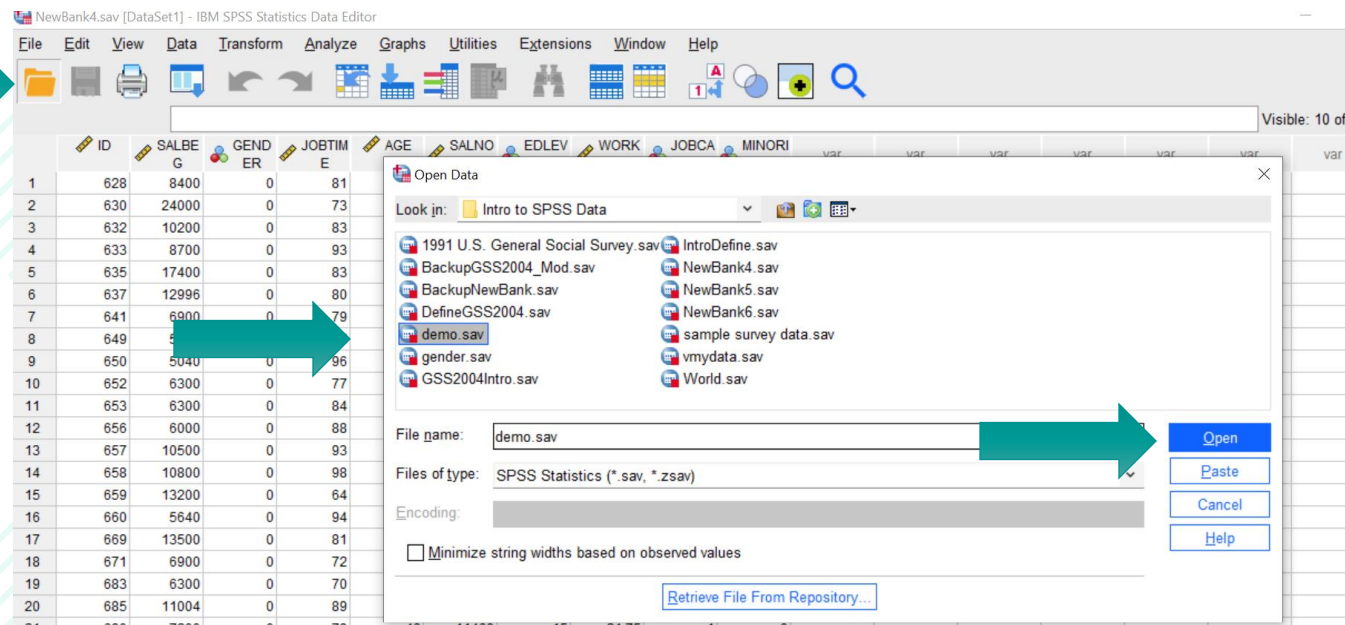 NewBank4.sav [DataSet1] - IBM SPSS Statistics Data Editor
File Edit View Data Transform Analyze Graphs Utilities Extensions Window Help
Visible: 10 of
ID SALBEG GENDER JOBTIME AGE SALNO EDLEV WORK JOBCA MINORI var var var var var var var
1 628 8400 0 81
2 630 24000 0 73
3 632 10200 0 83
4 633 8700 0 93
5 635 17400 0 83
6 637 12996 0 80
7 641 6900 0 79
8 649
9 650 5040 0 96
10 652 6300 0 77
11 653 6300 0 84
12 656 6000 0 88
13 657 10500 0 93
14 658 10800 0 98
15 659 13200 0 64
16 660 5640 0 94
17 669 13500 0 81
18 671 6900 0 72
19 683 6300 0 70
20 685 11004 0 89
Open Data
Look in: Intro to SPSS Data
1991 U.S. General Social Survey.sav IntroDefine.sav
BackupGSS2004_Mod.sav NewBank4.sav
BackupNewBank.sav NewBank5.sav
DefineGSS2004.sav NewBank6.sav
demo.sav sample survey data.sav
gender.sav vmydata.sav
GSS2004Intro.sav World.sav
File name: demo.sav Open
Files of type: SPSS Statistics (*.sav, *.zsav) Paste
Encoding: Cancel
Help
Minimize string widths based on observed values
Retrieve File From Repository...